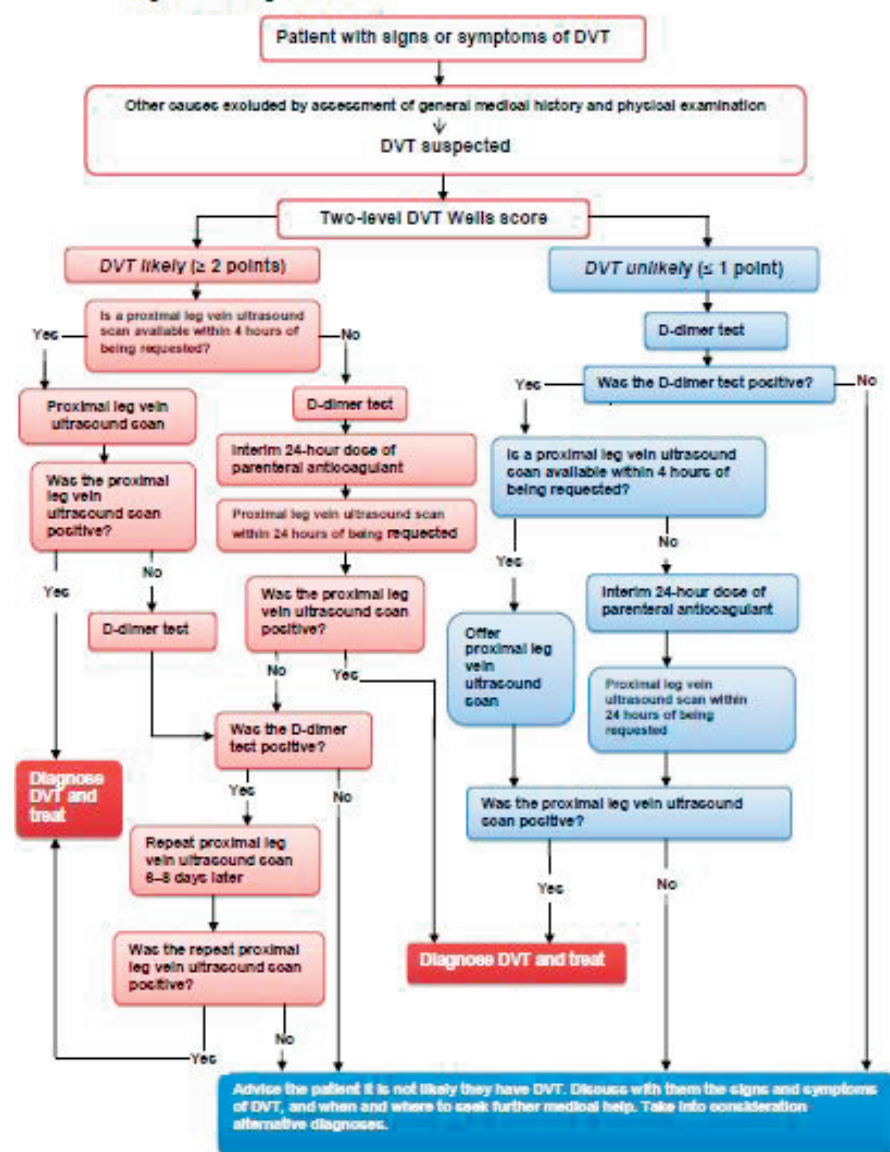 Patient with signs or symptoms of DVT
Other causes excluded by assessment of general medical history and physical examination
DVT suspected
Two-level DVT Wells score
DVT likely (≥ 2 points)
DVT unlikely (≤ 1 point)
Is a proximal leg vein ultrasound
scan available within 4 hours of
being requested?
Yes
No
D-dimer test
Was the D-dimer test positive?
Yes
No
Proximal leg vein
ultrasound scan
D-dimer test
Interim 24-hour dose of
parenteral anticoagulant
Is a proximal leg vein ultrasound
scan available within 4 hours of
being requested?
Was the proximal
leg vein
ultrasound scan
positive?
Proximal leg vein ultrasound scan
within 24 hours of being requested
Yes
No
Yes
No
Was the proximal leg
vein ultrasound scan
positive?
Interim 24-hour dose of
parenteral anticoagulant
D-dimer test
Offer
proximal leg
vein
ultrasound
scan
No
Yes
Proximal leg vein
ultrasound scan within
24 hours of being
requested
Was the D-dimer
test positive?
Diagnose
DVT and
treat
Yes
No
Was the proximal leg vein ultrasound
scan positive?
Repeat proximal leg
vein ultrasound scan
6–8 days later
Yes
No
Was the repeat proximal
leg vein ultrasound scan
positive?
Diagnose DVT and treat
Yes
No
Advise the patient it is not likely they have DVT. Discuss with them the signs and symptoms
of DVT, and when and where to seek further medical help. Take into consideration
alternative diagnoses.